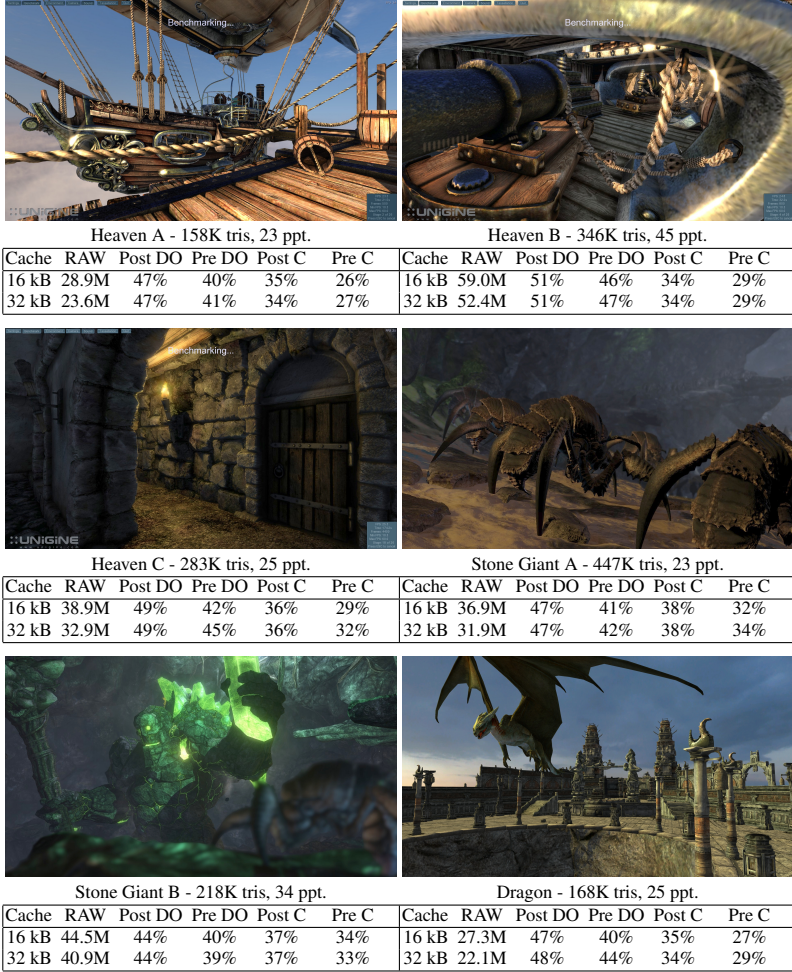 Benchmarking...
UNIGINE
Benchmarking...
UNIGINE
Heaven A - 158K tris, 23 ppt.
Cache RAW Post DO Pre DO Post C Pre C
16 kB 28.9M 47% 40% 35% 26%
32 kB 23.6M 47% 41% 34% 27%
Heaven B - 346K tris, 45 ppt.
Cache RAW Post DO Pre DO Post C Pre C
16 kB 59.0M 51% 46% 34% 29%
32 kB 52.4M 51% 47% 34% 29%
Benchmarking...
UNIGINE
Heaven C - 283K tris, 25 ppt.
Cache RAW Post DO Pre DO Post C Pre C
16 kB 38.9M 49% 42% 36% 29%
32 kB 32.9M 49% 45% 36% 32%
Stone Giant A - 447K tris, 23 ppt.
Cache RAW Post DO Pre DO Post C Pre C
16 kB 36.9M 47% 41% 38% 32%
32 kB 31.9M 47% 42% 38% 34%
Stone Giant B - 218K tris, 34 ppt.
Cache RAW Post DO Pre DO Post C Pre C
16 kB 44.5M 44% 40% 37% 34%
32 kB 40.9M 44% 39% 37% 33%
Dragon - 168K tris, 25 ppt.
Cache RAW Post DO Pre DO Post C Pre C
16 kB 27.3M 47% 40% 35% 27%
32 kB 22.1M 48% 44% 34% 29%